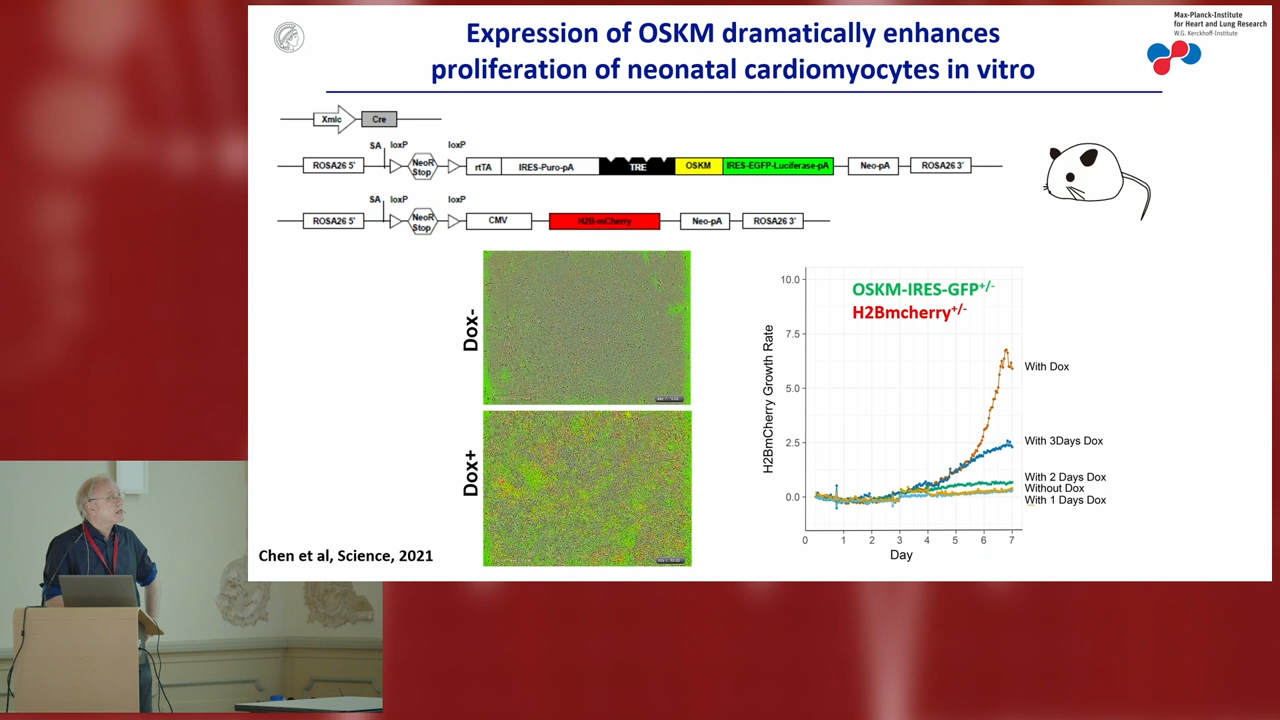 Expression of OSKM dramatically enhances
proliferation of neonatal cardiomyocytes in vitro
Max-Planck-Institute
for Heart and Lung Research
W.G. Kerckhoff-Institute
Xmlc Cre
SA loxP loxP
ROSA26 5' NeoR Stop rtTA IRES-Puro-pA TRE OSKM IRES-EGFP-Luciferase-pA Neo-pA ROSA26 3'
SA loxP loxP
ROSA26 5' NeoR Stop CMV H2B-mCherry Neo-pA ROSA26 3'
Dox-
Dox+
H2BmCherry Growth Rate
10.0
7.5
5.0
2.5
0.0
OSKM-IRES-GFP+/-
H2Bmcherry+/-
With Dox
With 3Days Dox
With 2 Days Dox
Without Dox
With 1 Days Dox
0 1 2 3 4 5 6 7
Day
Chen et al, Science, 2021